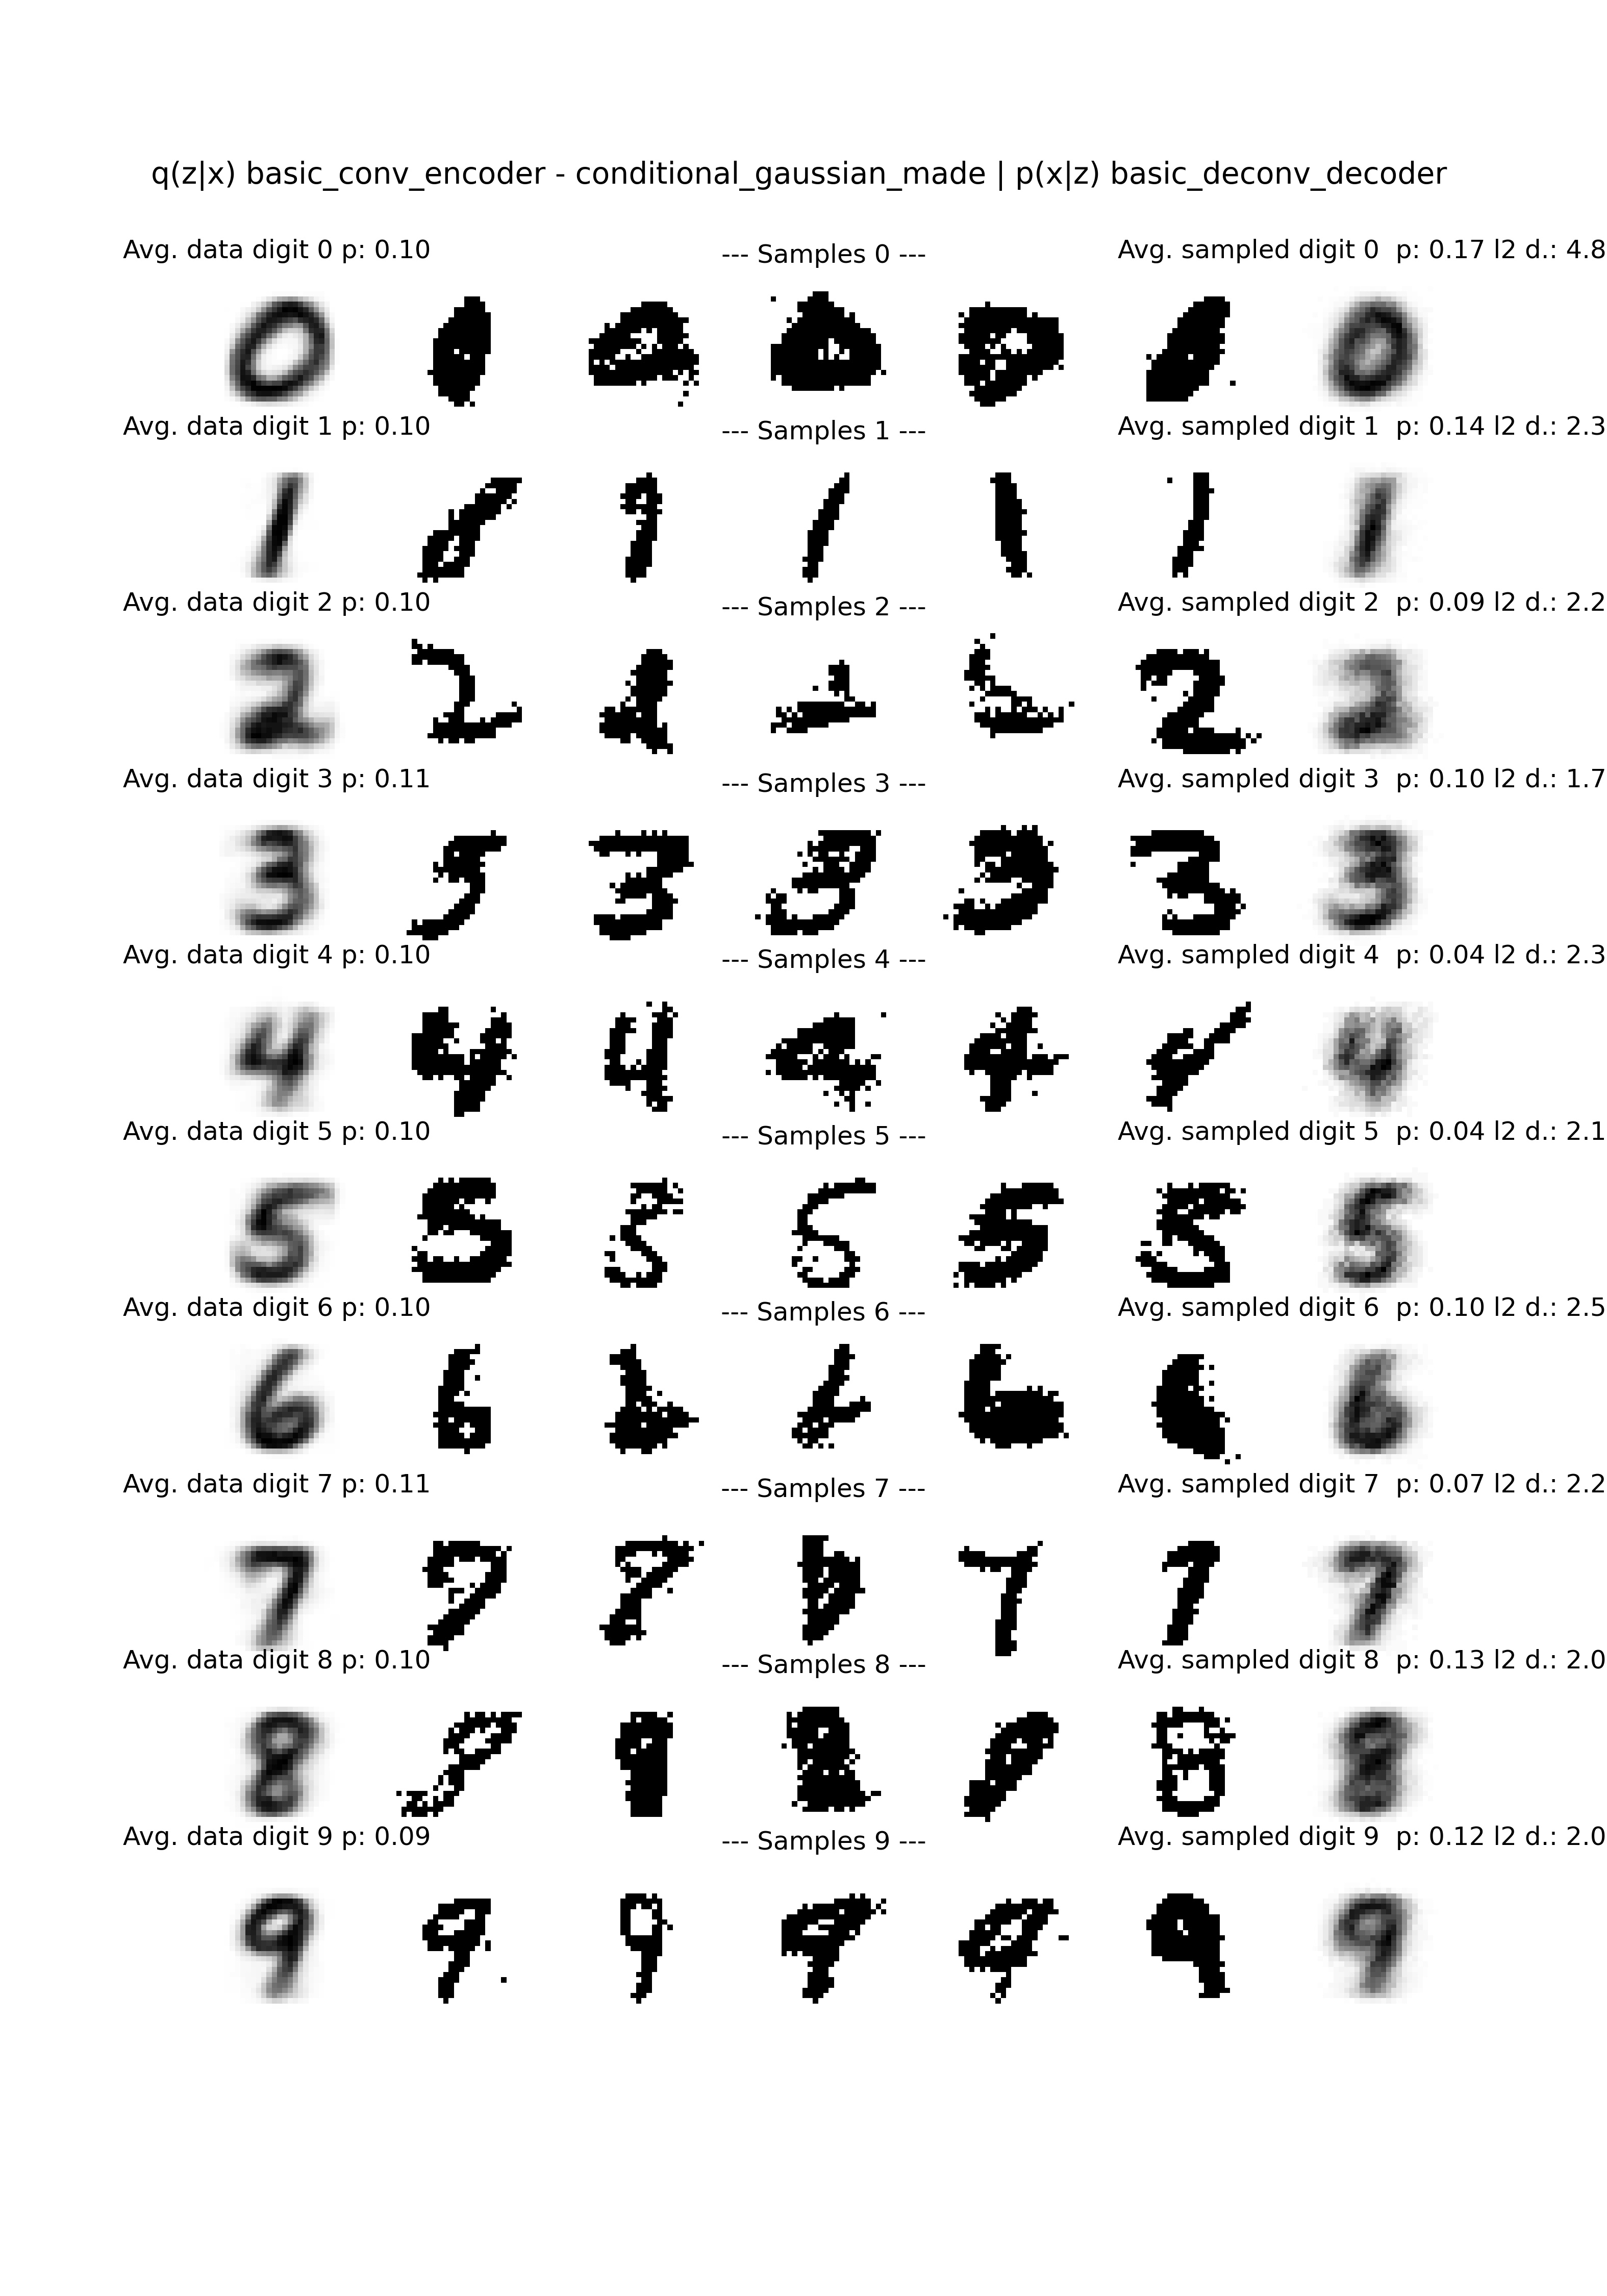 q(z|x) basic_conv_encoder - conditional_gaussian_made | p(x|z) basic_deconv_decoder
Avg. data digit 0 p: 0.10 --- Samples 0 --- Avg. sampled digit 0  p: 0.17 l2 d.: 4.8
Avg. data digit 1 p: 0.10 --- Samples 1 --- Avg. sampled digit 1  p: 0.14 l2 d.: 2.3
Avg. data digit 2 p: 0.10 --- Samples 2 --- Avg. sampled digit 2  p: 0.09 l2 d.: 2.2
Avg. data digit 3 p: 0.11 --- Samples 3 --- Avg. sampled digit 3  p: 0.10 l2 d.: 1.7
Avg. data digit 4 p: 0.10 --- Samples 4 --- Avg. sampled digit 4  p: 0.04 l2 d.: 2.3
Avg. data digit 5 p: 0.10 --- Samples 5 --- Avg. sampled digit 5  p: 0.04 l2 d.: 2.1
Avg. data digit 6 p: 0.10 --- Samples 6 --- Avg. sampled digit 6  p: 0.10 l2 d.: 2.5
Avg. data digit 7 p: 0.11 --- Samples 7 --- Avg. sampled digit 7  p: 0.07 l2 d.: 2.2
Avg. data digit 8 p: 0.10 --- Samples 8 --- Avg. sampled digit 8  p: 0.13 l2 d.: 2.0
Avg. data digit 9 p: 0.09 --- Samples 9 --- Avg. sampled digit 9  p: 0.12 l2 d.: 2.0